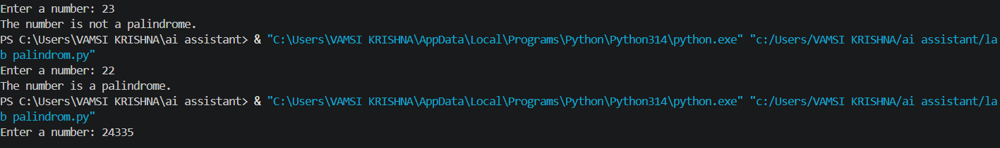 Enter a number: 23
The number is not a palindrome.
PS C:\Users\VAMSI KRISHNA\ai assistant> & "C:\Users\VAMSI KRISHNA\AppData\Local\Programs\Python\Python314\python.exe" "c:/Users/VAMSI KRISHNA/ai assistant/la
b palindrom.py"
Enter a number: 22
The number is a palindrome.
PS C:\Users\VAMSI KRISHNA\ai assistant> & "C:\Users\VAMSI KRISHNA\AppData\Local\Programs\Python\Python314\python.exe" "c:/Users/VAMSI KRISHNA/ai assistant/la
b palindrom.py"
Enter a number: 24335